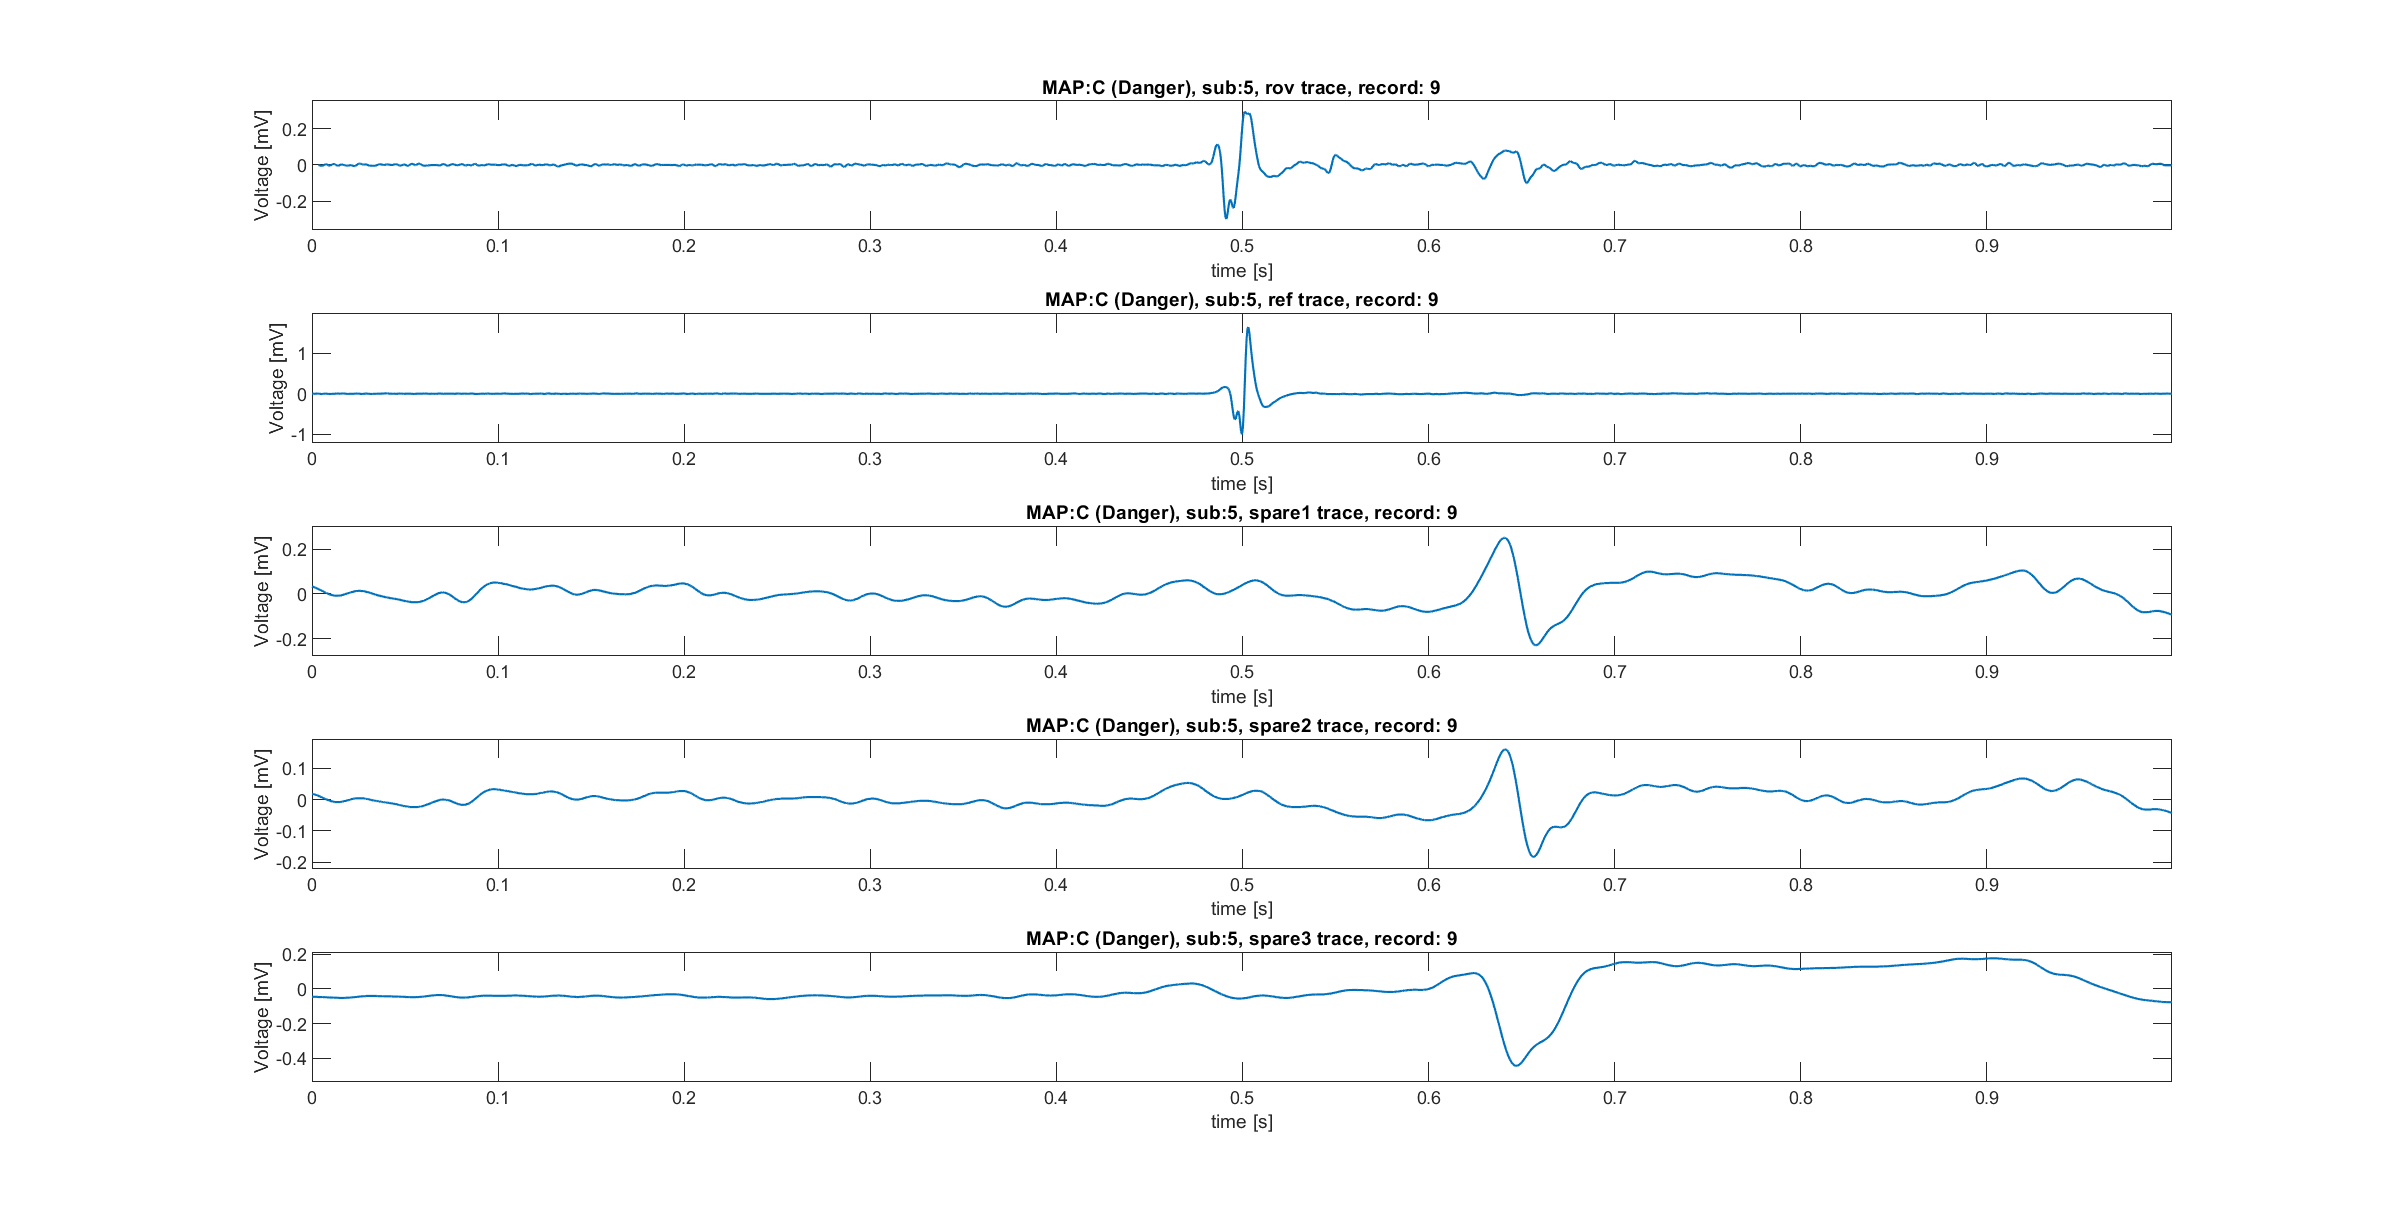 MAP:C (Danger), sub:5, rov trace, record: 9
Voltage [mV]
0.2
0
-0.2
0 0.1 0.2 0.3 0.4 0.5 0.6 0.7 0.8 0.9
time [s]
MAP:C (Danger), sub:5, ref trace, record: 9
Voltage [mV]
1
0
-1
0 0.1 0.2 0.3 0.4 0.5 0.6 0.7 0.8 0.9
time [s]
MAP:C (Danger), sub:5, spare1 trace, record: 9
Voltage [mV]
0.2
0
-0.2
0 0.1 0.2 0.3 0.4 0.5 0.6 0.7 0.8 0.9
time [s]
MAP:C (Danger), sub:5, spare2 trace, record: 9
Voltage [mV]
0.1
0
-0.1
-0.2
0 0.1 0.2 0.3 0.4 0.5 0.6 0.7 0.8 0.9
time [s]
MAP:C (Danger), sub:5, spare3 trace, record: 9
Voltage [mV]
0.2
0
-0.2
-0.4
0 0.1 0.2 0.3 0.4 0.5 0.6 0.7 0.8 0.9
time [s]